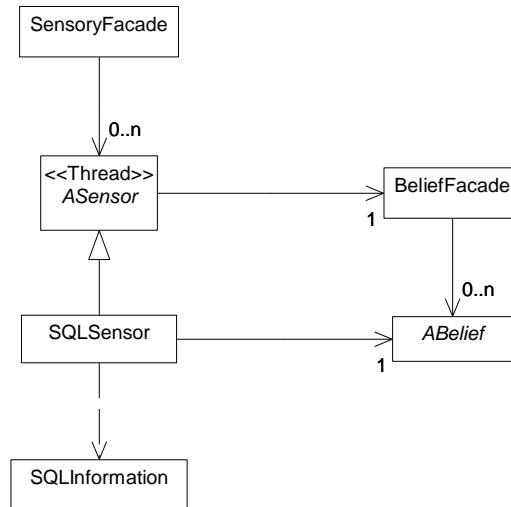 SensoryFacade
0..n
<<Thread>>
ASensor
BeliefFacade
1
0..n
SQLSensor
ABelief
1
SQLInformation